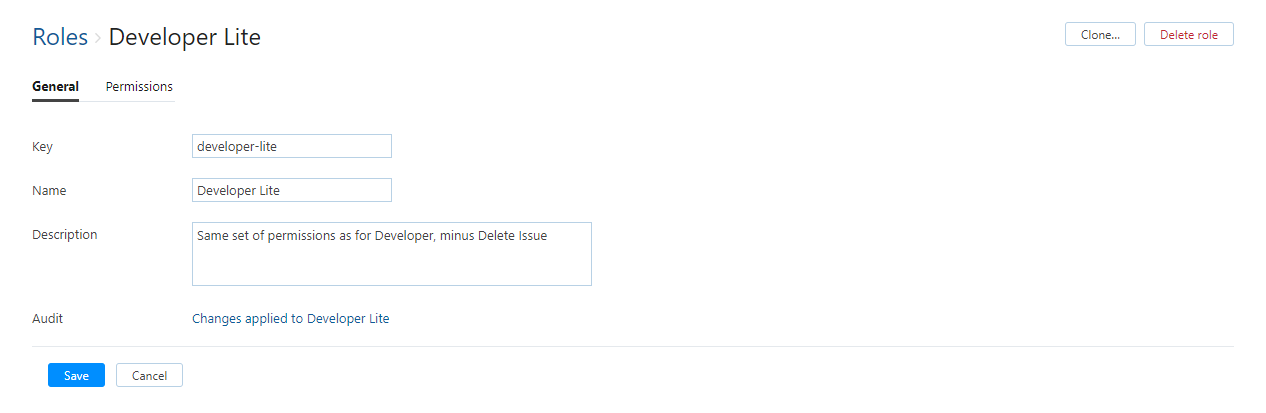 Roles › Developer Lite
Clone...
Delete role
General
Permissions
Key
developer-lite
Name
Developer Lite
Description
Same set of permissions as for Developer, minus Delete Issue
Audit
Changes applied to Developer Lite
Save
Cancel